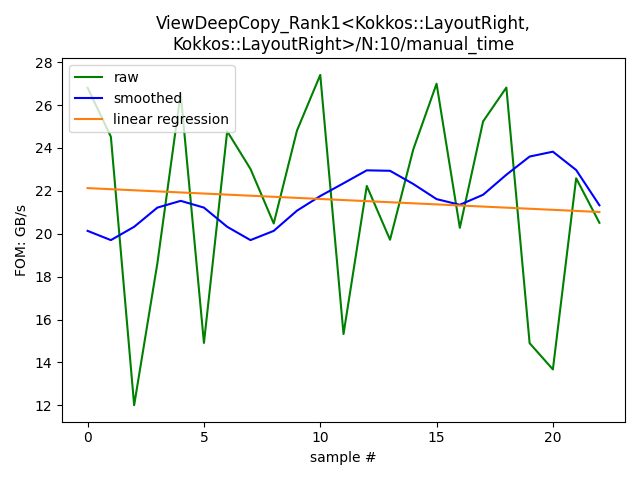 ViewDeepCopy_Rank1<Kokkos::LayoutRight,
Kokkos::LayoutRight>/N:10/manual_time
28
26
24
22
20
18
16
14
12
FOM: GB/s
raw
smoothed
linear regression
0 5 10 15 20
sample #